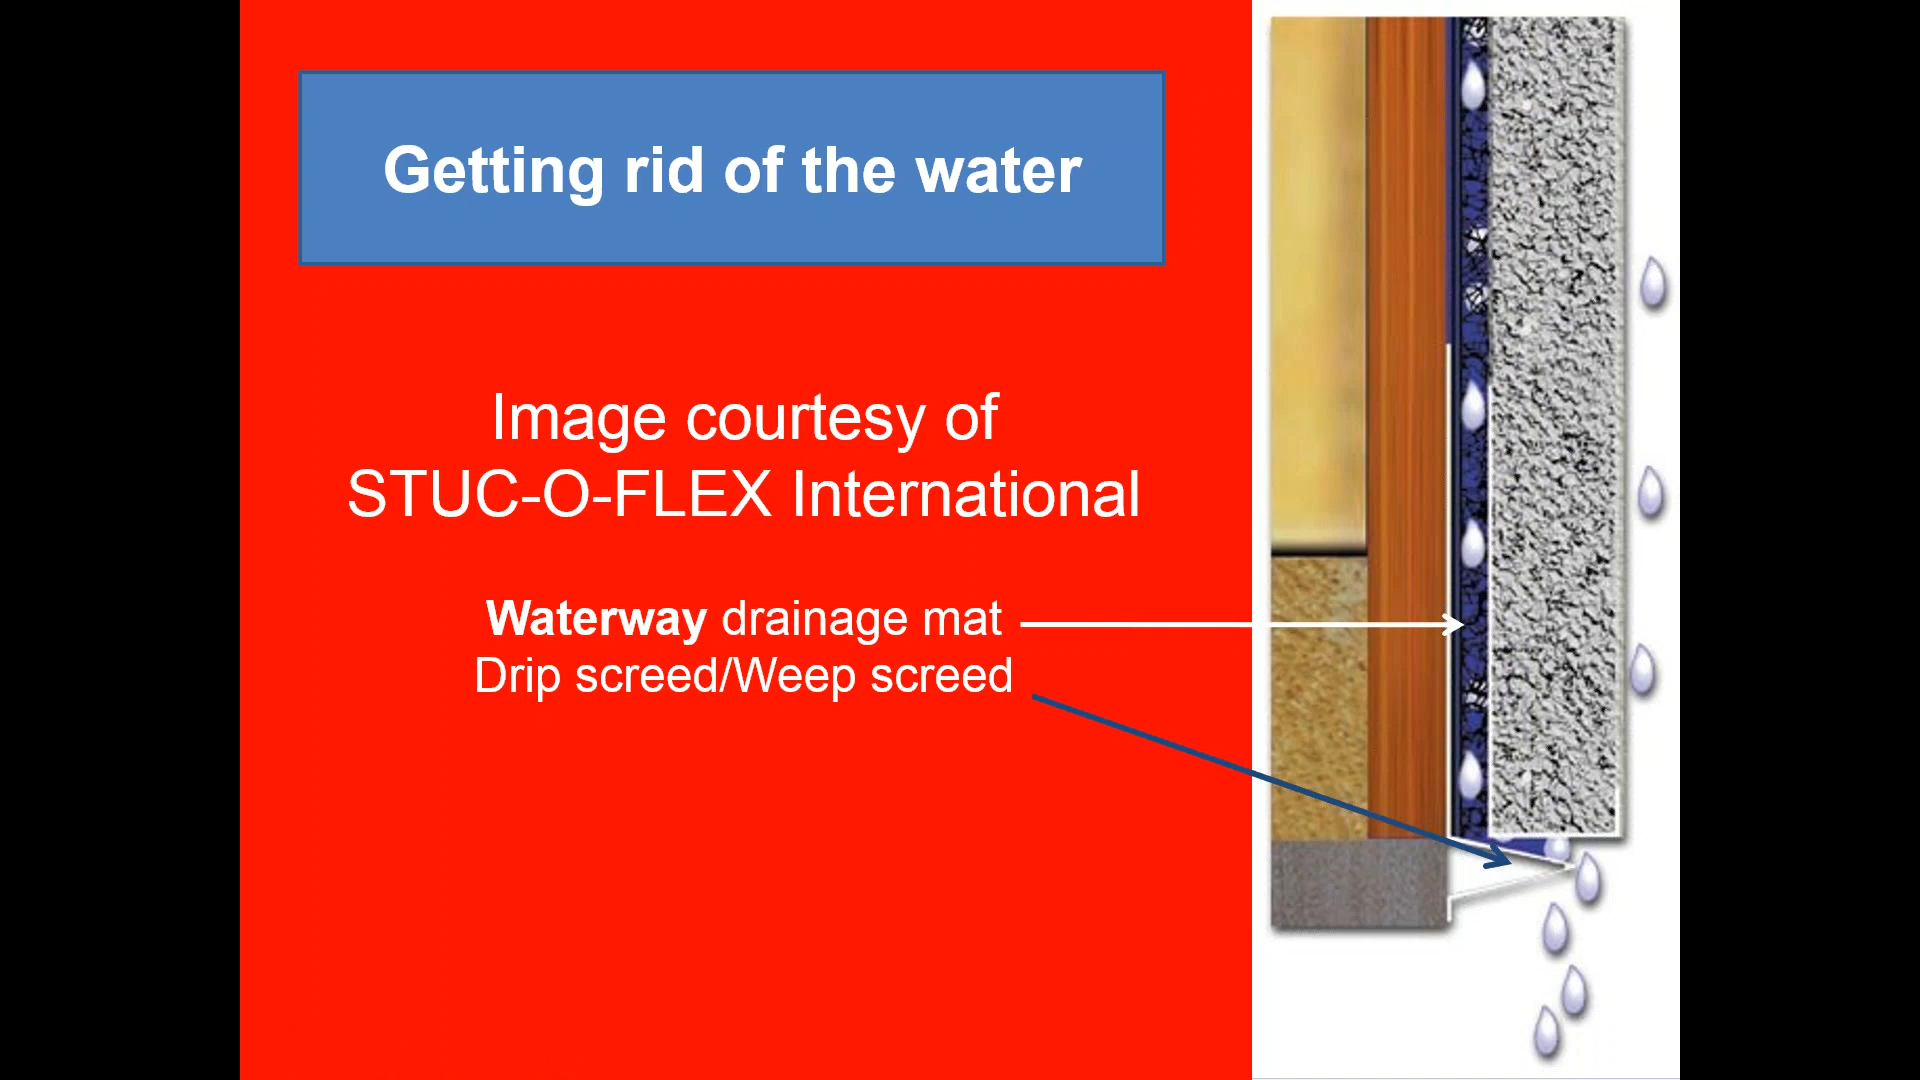 Getting rid of the water
Image courtesy of
STUC-O-FLEX International
Waterway drainage mat
Drip screed/Weep screed